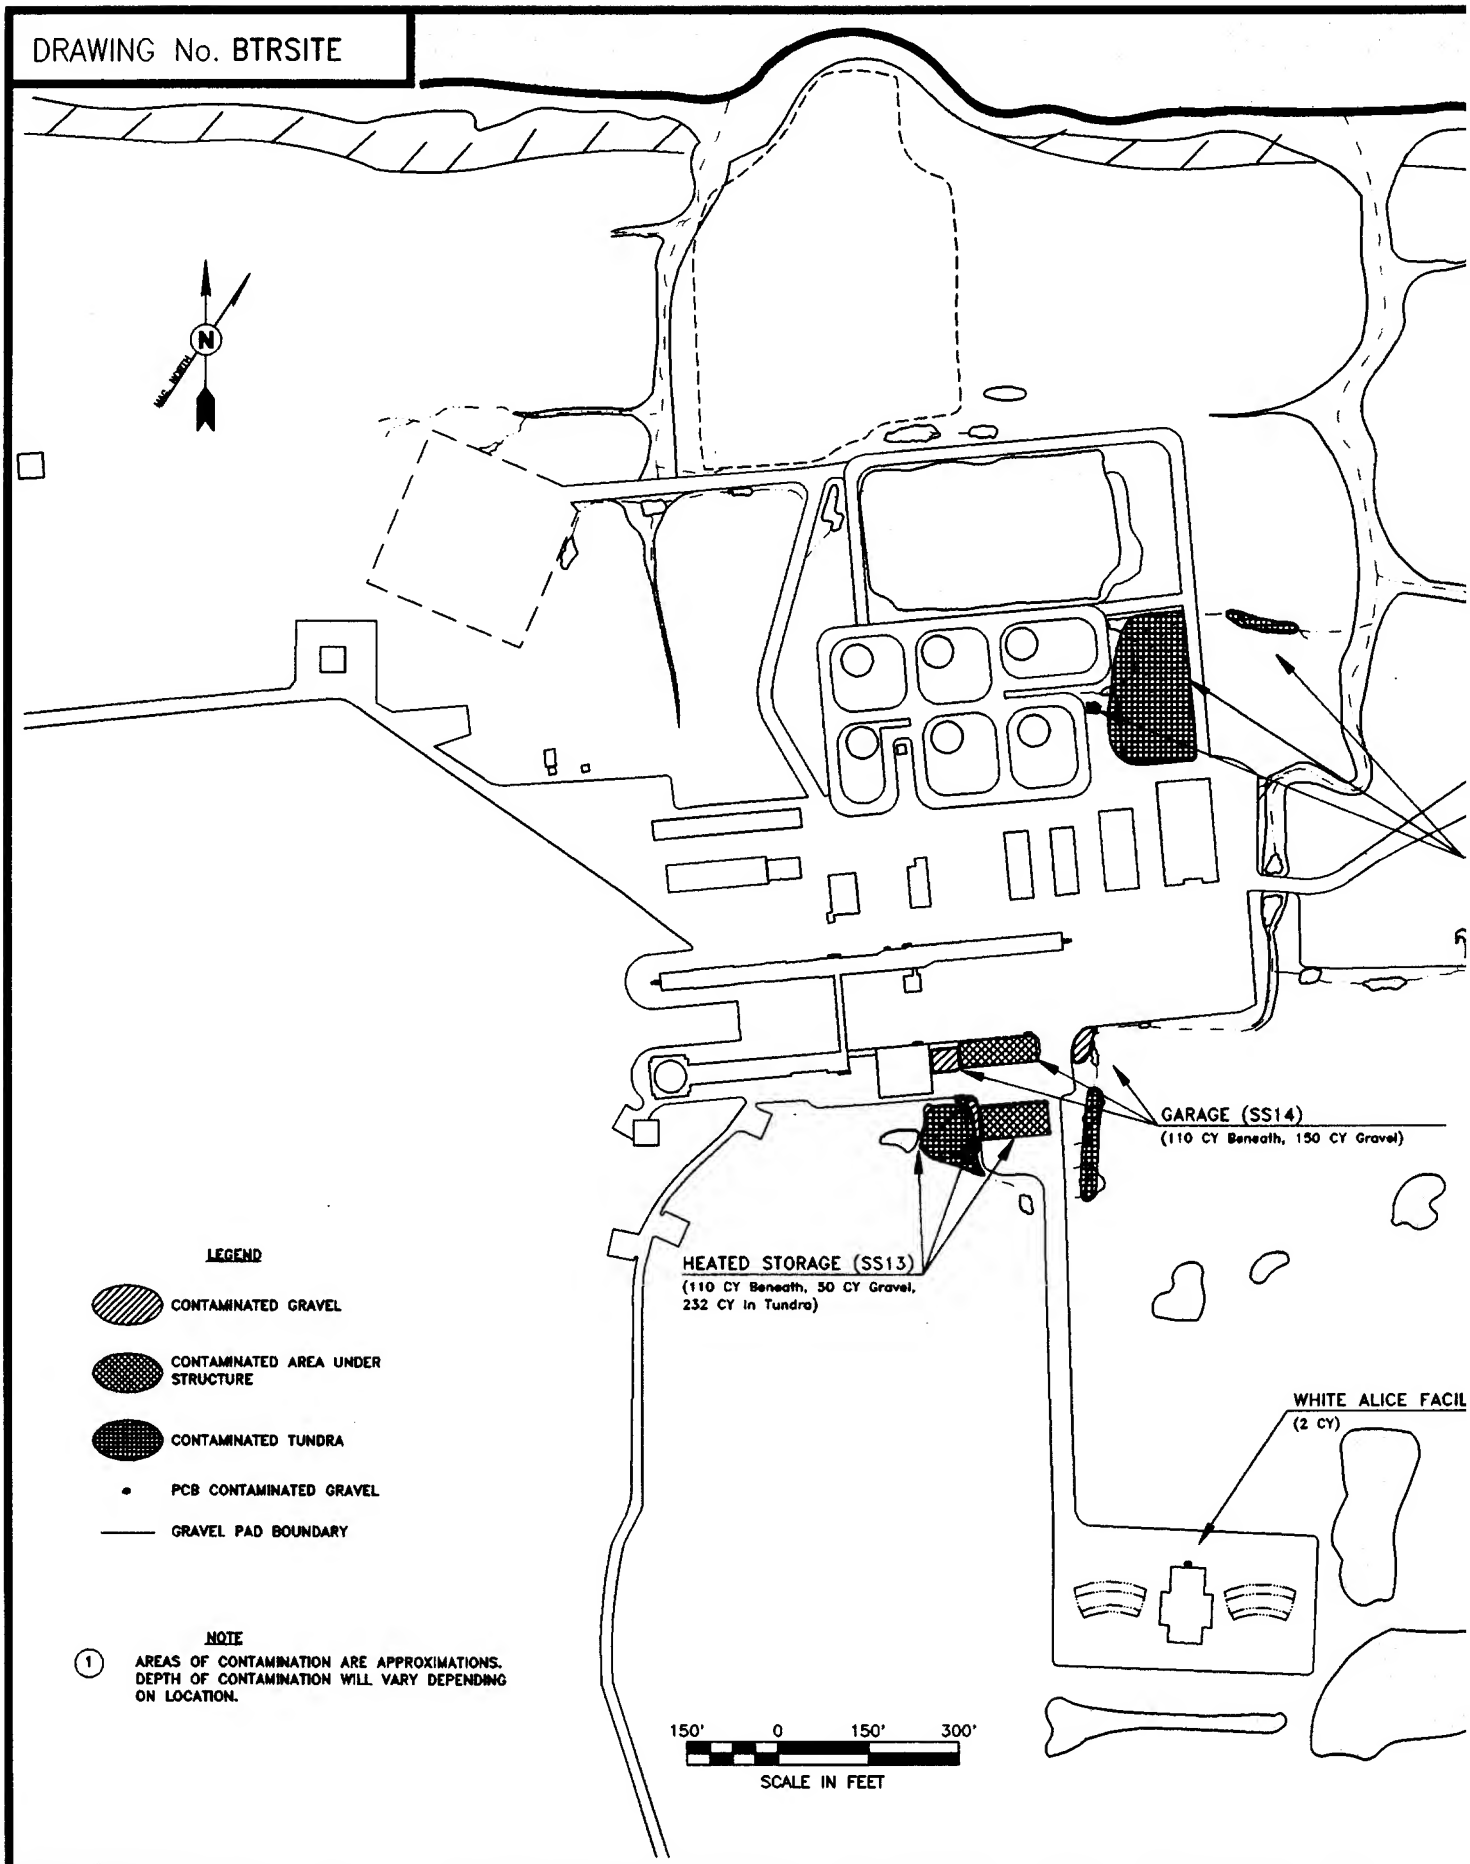 DRAWING No. BTRSITE
N
MAG. NORTH
GARAGE (SS14)
(110 CY Beneath, 150 CY Gravel)
HEATED STORAGE (SS13)
(110 CY Beneath, 50 CY Gravel,
232 CY in Tundra)
LEGEND
CONTAMINATED GRAVEL
CONTAMINATED AREA UNDER
STRUCTURE
CONTAMINATED TUNDRA
PCB CONTAMINATED GRAVEL
GRAVEL PAD BOUNDARY
WHITE ALICE FACIL
(2 CY)
NOTE
1 AREAS OF CONTAMINATION ARE APPROXIMATIONS.
DEPTH OF CONTAMINATION WILL VARY DEPENDING
ON LOCATION.
150' 0 150' 300'
SCALE IN FEET